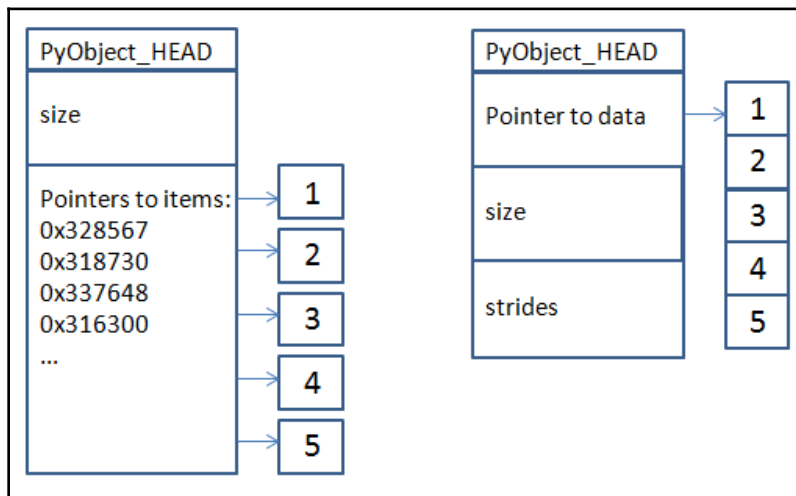 PyObject_HEAD
size
Pointers to items:
0x328567
0x318730
0x337648
0x316300
...
1
2
3
4
5
PyObject_HEAD
Pointer to data
size
strides
1
2
3
4
5